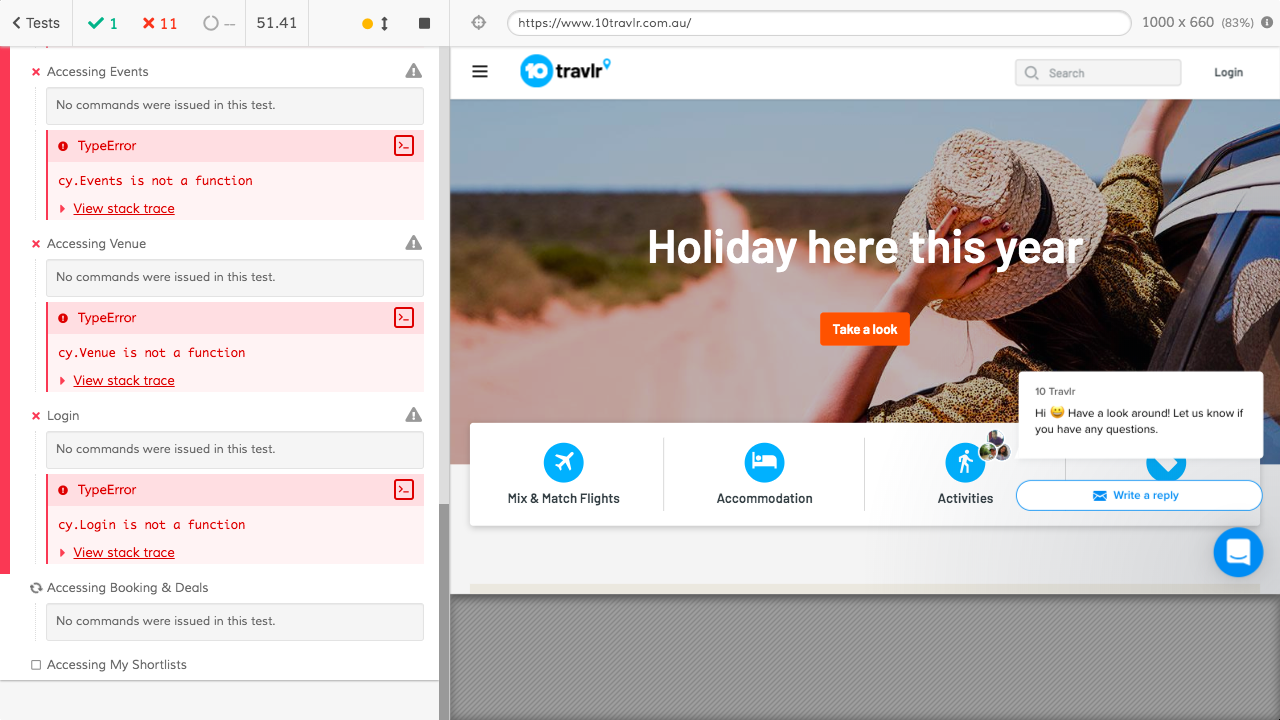 Tests
1
11
--
51.41
https://www.10travlr.com.au/
1000 x 660 (83%)
Accessing Events
No commands were issued in this test.
TypeError
cy.Events is not a function
View stack trace
Accessing Venue
No commands were issued in this test.
TypeError
cy.Venue is not a function
View stack trace
Login
No commands were issued in this test.
TypeError
cy.Login is not a function
View stack trace
Accessing Booking & Deals
No commands were issued in this test.
Accessing My Shortlists
10 travlr
Search
Login
Holiday here this year
Take a look
10 Travlr
Hi 😀 Have a look around! Let us know if
you have any questions.
Mix & Match Flights
Accommodation
Activities
Write a reply